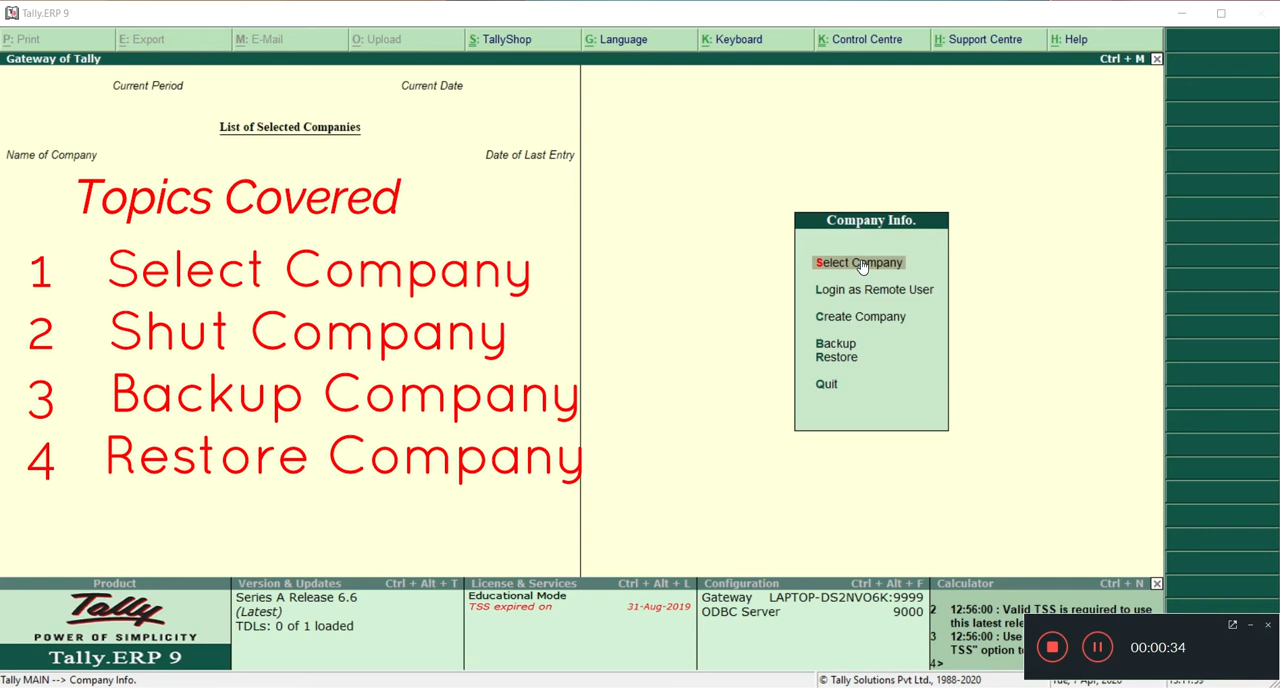 Tally.ERP 9
P: Print E: Export M: E-Mail O: Upload S: TallyShop G: Language K: Keyboard K: Control Centre H: Support Centre H: Help
Gateway of Tally Ctrl + M
Current Period Current Date
List of Selected Companies
Name of Company Date of Last Entry
Topics Covered
1 Select Company
2 Shut Company
3 Backup Company
4 Restore Company
Company Info.
Select Company
Login as Remote User
Create Company
Backup
Restore
Quit
Product
Tally
POWER OF SIMPLICITY
Tally.ERP 9
Version & Updates Ctrl + Alt + T
Series A Release 6.6
(Latest)
TDLs: 0 of 1 loaded
License & Services Ctrl + Alt + L
Educational Mode
TSS expired on 31-Aug-2019
Configuration Ctrl + Alt + F
Gateway LAPTOP-DS2NVO6K:9999
ODBC Server 9000
Calculator Ctrl + N
2 12:56:00 : Valid TSS is required to use
this latest rele
3 12:56:00 : Use
TSS" option to
4>
00:00:34
Tally MAIN --> Company Info. © Tally Solutions Pvt Ltd., 1988-2020